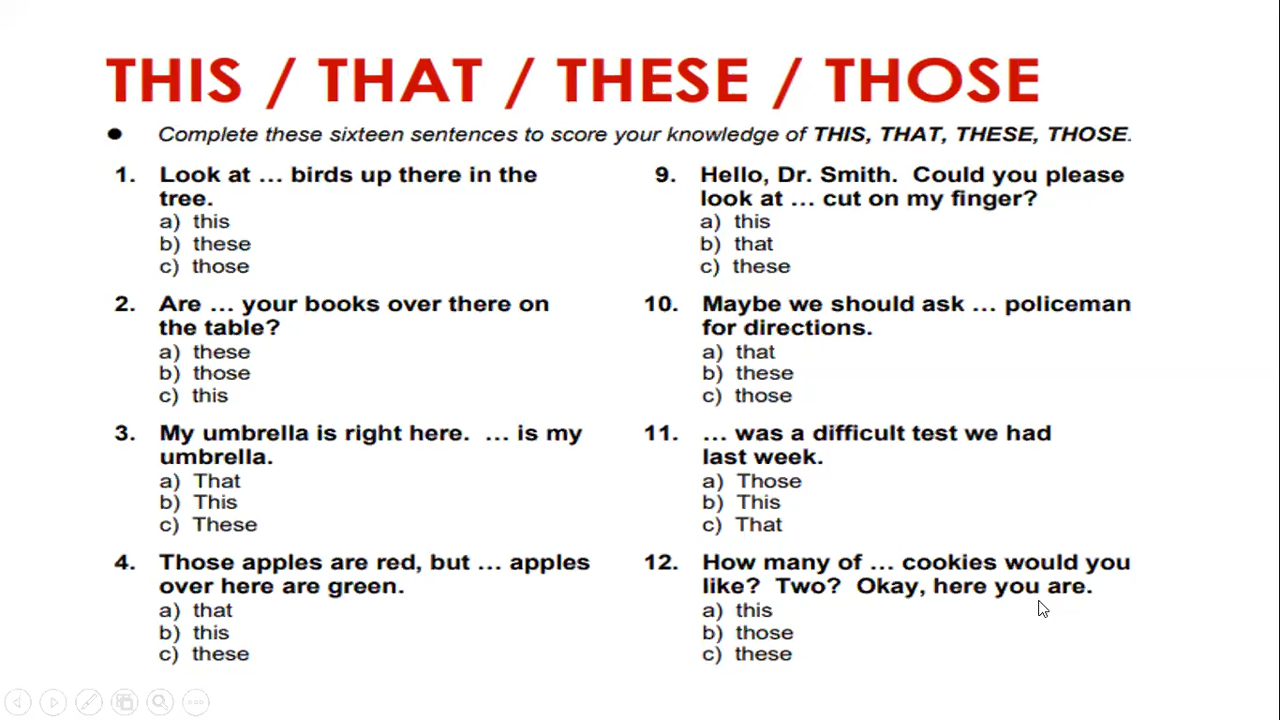 THIS / THAT / THESE / THOSE
● Complete these sixteen sentences to score your knowledge of THIS, THAT, THESE, THOSE.
1. Look at … birds up there in the
tree.
a) this
b) these
c) those
2. Are … your books over there on
the table?
a) these
b) those
c) this
3. My umbrella is right here. … is my
umbrella.
a) That
b) This
c) These
4. Those apples are red, but … apples
over here are green.
a) that
b) this
c) these
9. Hello, Dr. Smith. Could you please
look at … cut on my finger?
a) this
b) that
c) these
10. Maybe we should ask … policeman
for directions.
a) that
b) these
c) those
11. … was a difficult test we had
last week.
a) Those
b) This
c) That
12. How many of … cookies would you
like? Two? Okay, here you are.
a) this
b) those
c) these